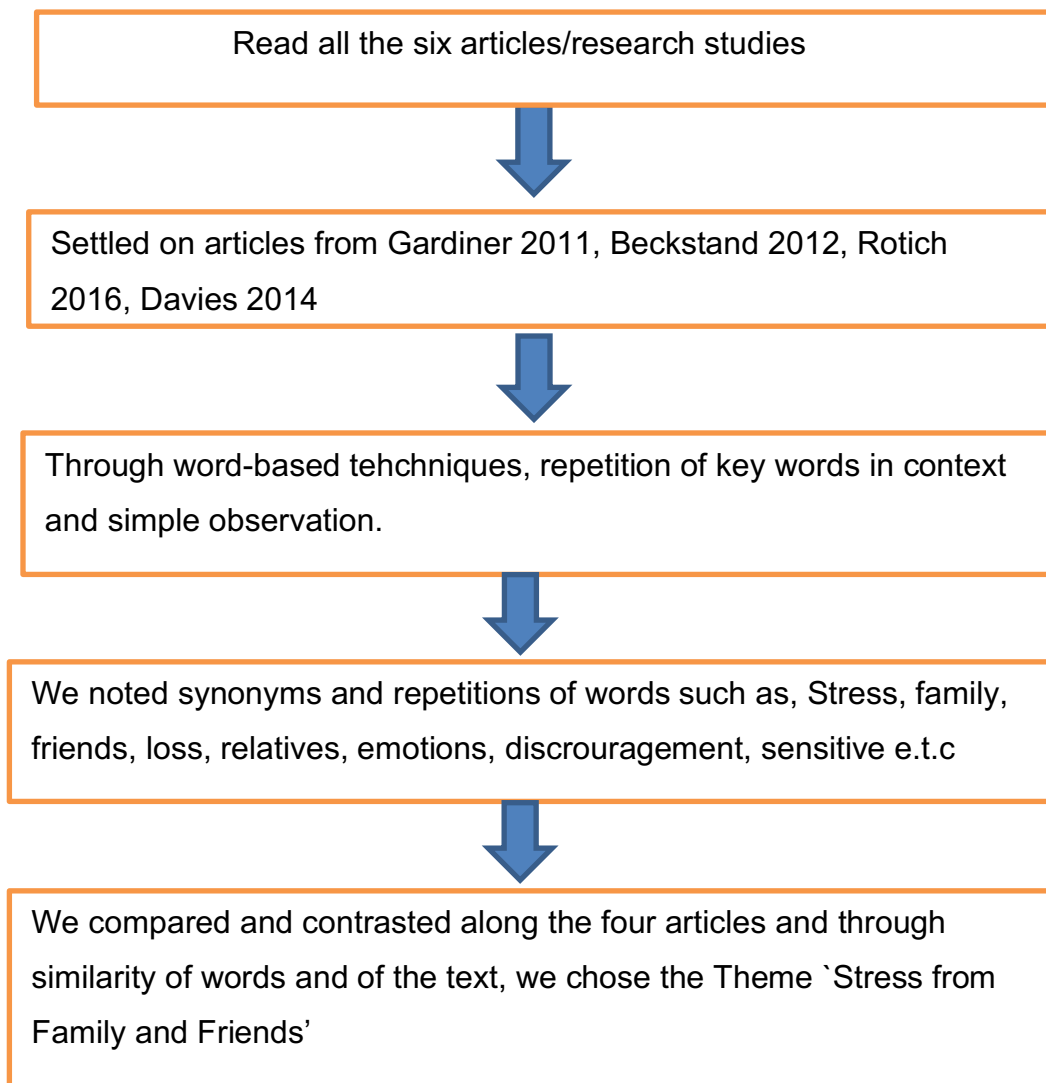 Read all the six articles/research studies
Settled on articles from Gardiner 2011, Beckstand 2012, Rotich
2016, Davies 2014
Through word-based tehchniques, repetition of key words in context
and simple observation.
We noted synonyms and repetitions of words such as, Stress, family,
friends, loss, relatives, emotions, discrouragement, sensitive e.t.c
We compared and contrasted along the four articles and through
similarity of words and of the text, we chose the Theme `Stress from
Family and Friends’